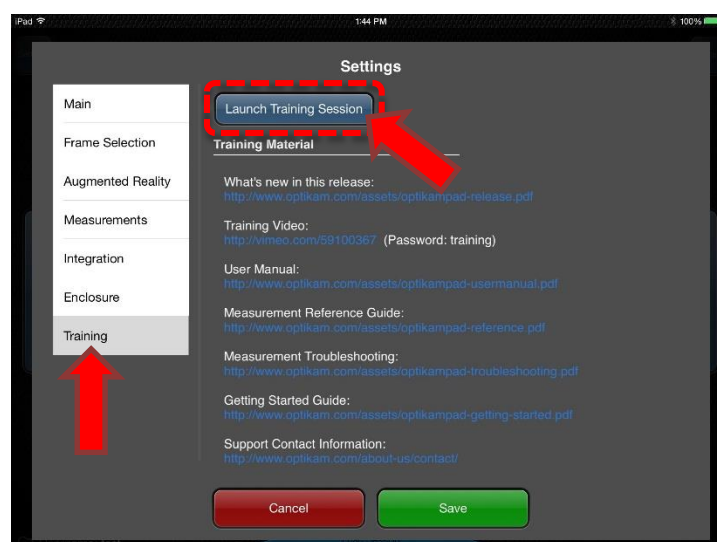 iPad 1:44 PM 100%
Settings
Main
Frame Selection
Augmented Reality
Measurements
Integration
Enclosure
Training
Launch Training Session
Training Material
What's new in this release:
http://www.optikam.com/assets/optikampad-release.pdf
Training Video:
http://vimeo.com/59100367 (Password: training)
User Manual:
http://www.optikam.com/assets/optikampad-usermanual.pdf
Measurement Reference Guide:
http://www.optikam.com/assets/optikampad-reference.pdf
Measurement Troubleshooting:
http://www.optikam.com/assets/optikampad-troubleshooting.pdf
Getting Started Guide:
http://www.optikam.com/assets/optikampad-getting-started.pdf
Support Contact Information:
http://www.optikam.com/about-us/contact/
Cancel Save